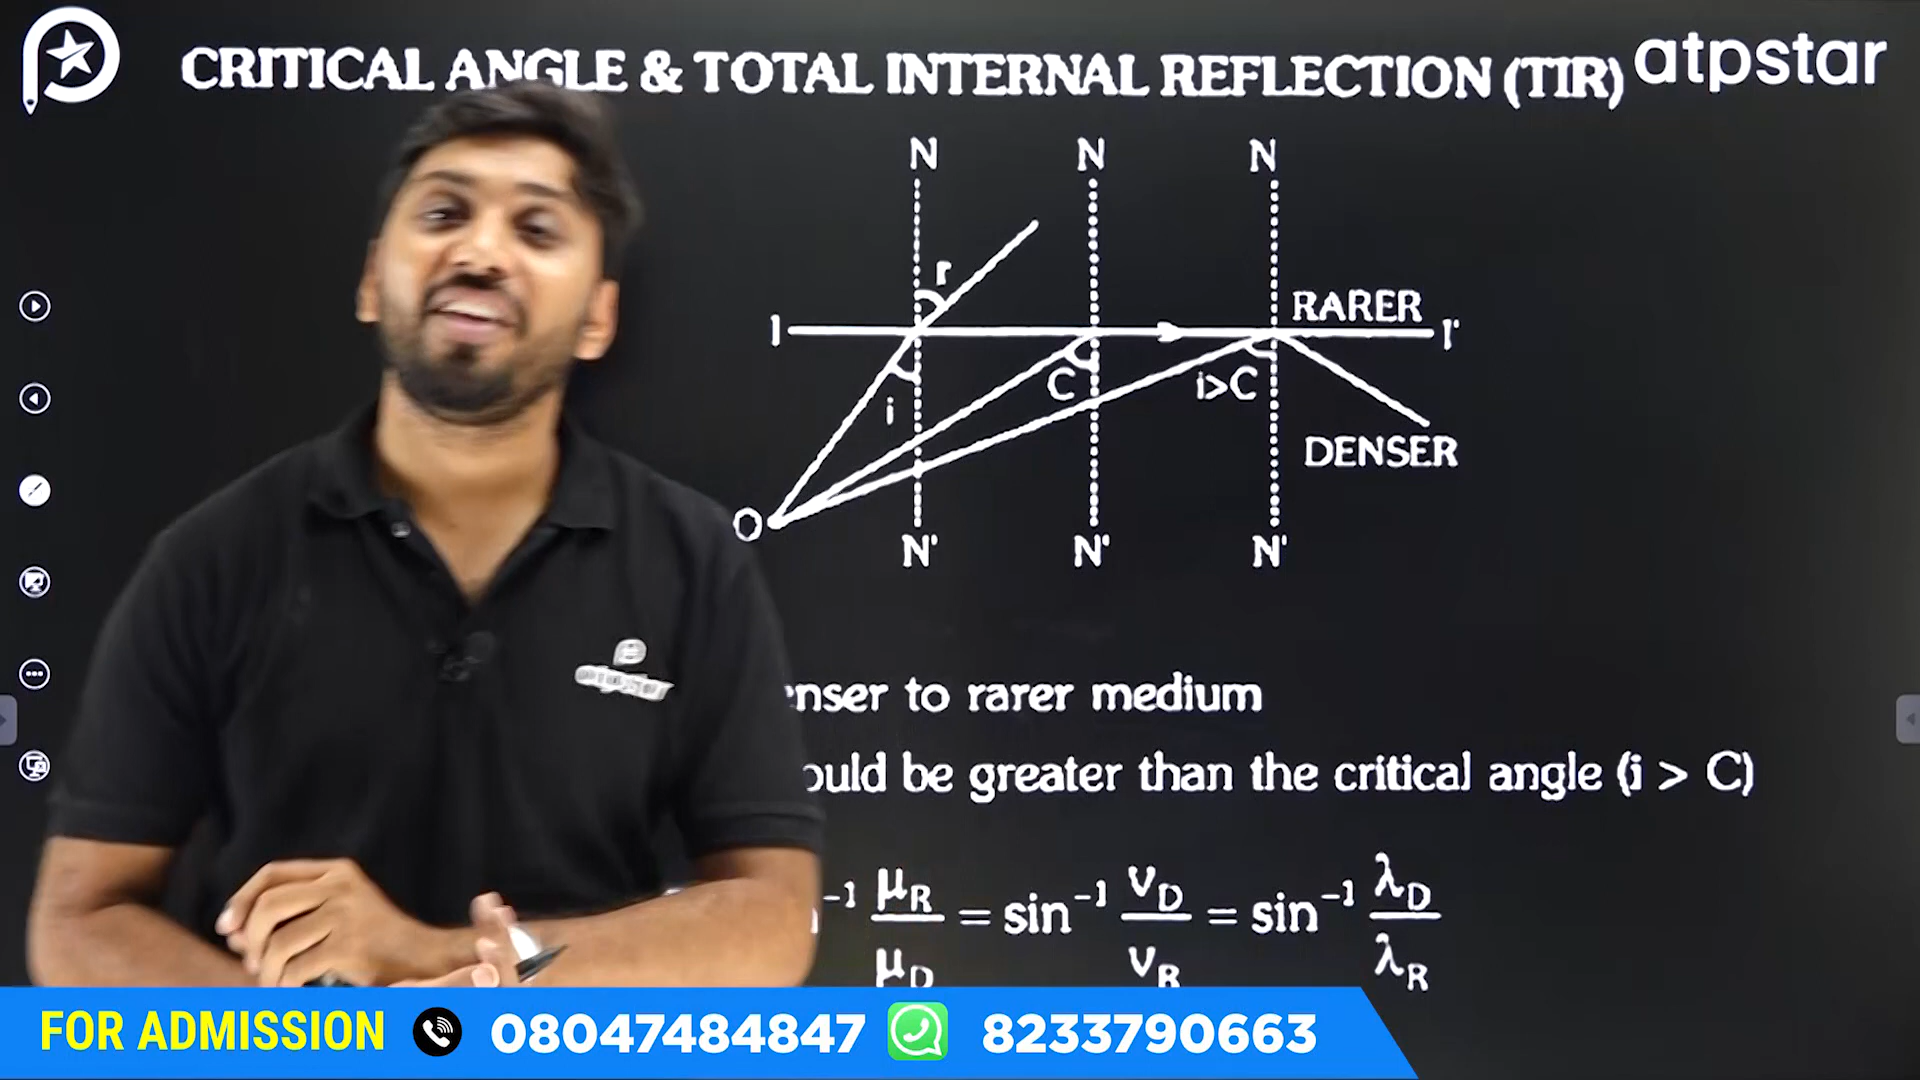 CRITICAL ANGLE & TOTAL INTERNAL REFLECTION (TIR)
atpstar
N N N
r
RARER
I I'
i C i>C
DENSER
O
N' N' N'
enser to rarer medium
ould be greater than the critical angle (i > C)
-1 μR/μD = sin-1 vD/vR = sin-1 λD/λR
FOR ADMISSION 08047484847 8233790663